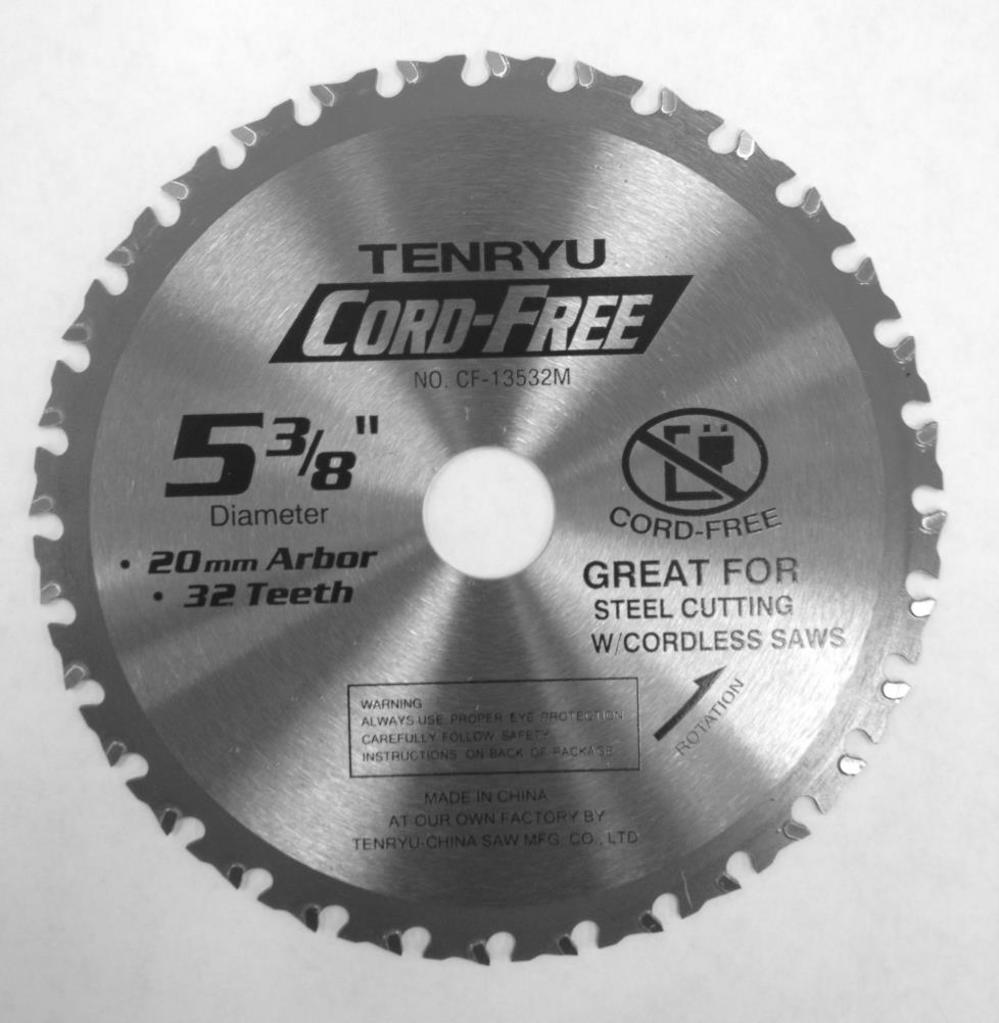 TENRYU
CORD-FREE
NO. CF-13532M
5 3/8"
Diameter
• 20mm Arbor
• 32 Teeth
CORD-FREE
GREAT FOR
STEEL CUTTING
W/CORDLESS SAWS
ROTATION
WARNING
ALWAYS USE PROPER EYE PROTECTION
CAREFULLY FOLLOW SAFETY
INSTRUCTIONS ON BACK OF PACKAGE
MADE IN CHINA
AT OUR OWN FACTORY BY
TENRYU-CHINA SAW MFG. CO., LTD